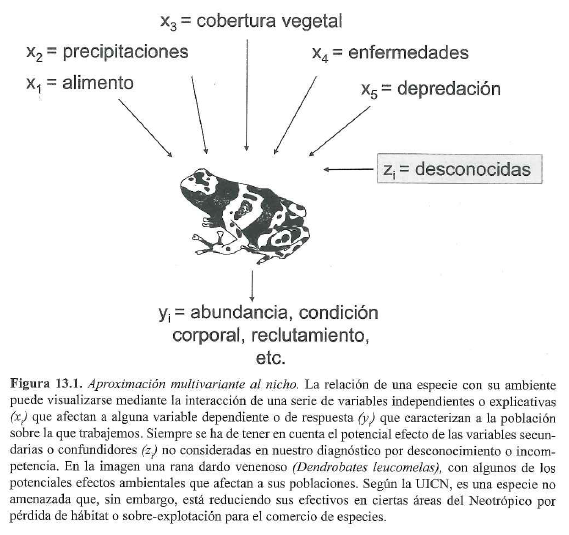 x3 = cobertura vegetal
x2 = precipitaciones
x4 = enfermedades
x1 = alimento
x5 = depredación
zi = desconocidas
yi = abundancia, condición
corporal, reclutamiento,
etc.
Figura 13.1. Aproximación multivariante al nicho. La relación de una especie con su ambiente
puede visualizarse mediante la interacción de una serie de variables independientes o explicativas
(xi) que afectan a alguna variable dependiente o de respuesta (yi) que caracterizan a la población
sobre la que trabajemos. Siempre se ha de tener en cuenta el potencial efecto de las variables secun-
darias o confundidores (zi) no consideradas en nuestro diagnóstico por desconocimiento o incom-
petencia. En la imagen una rana dardo venenoso (Dendrobates leucomelas), con algunos de los
potenciales efectos ambientales que afectan a sus poblaciones. Según la UICN, es una especie no
amenazada que, sin embargo, está reduciendo sus efectivos en ciertas áreas del Neotrópico por
pérdida de hábitat o sobre-explotación para el comercio de especies.